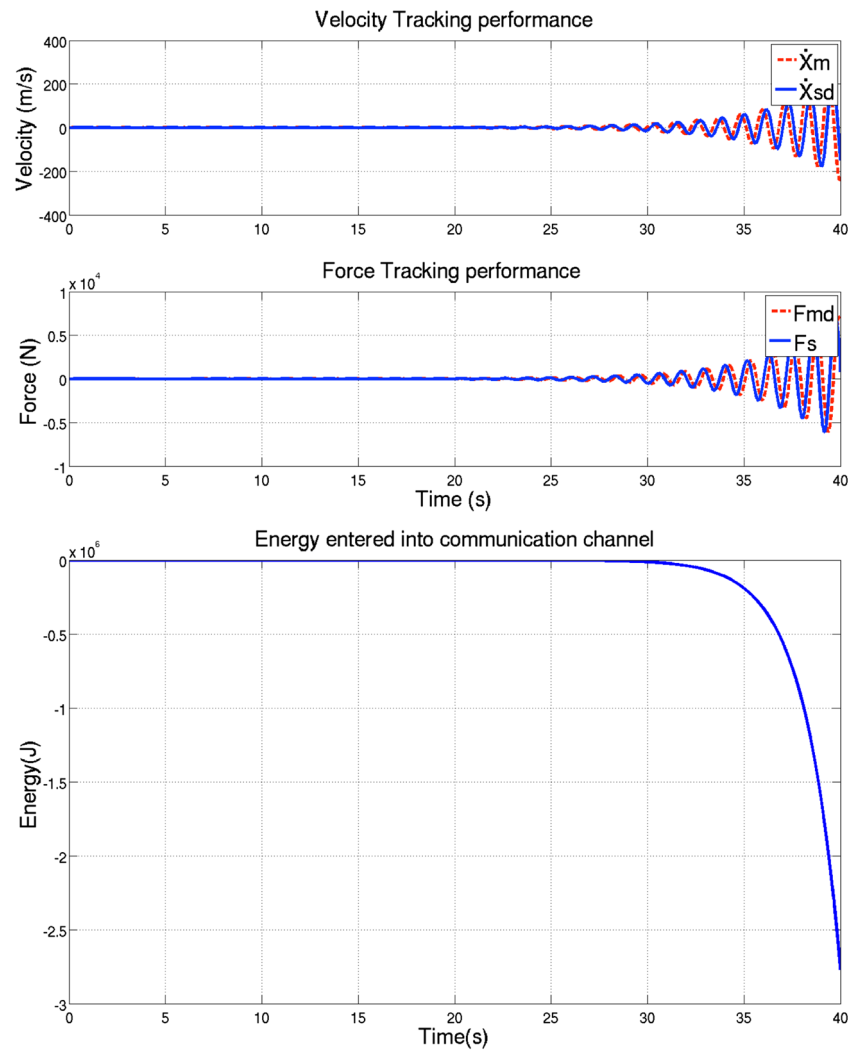 Velocity Tracking performance
400
200
0
-200
-400
Velocity (m/s)
Ẋm
Ẋsd
0 5 10 15 20 25 30 35 40
Force Tracking performance
x 10^4
1
0.5
0
-0.5
-1
Force (N)
Fmd
Fs
0 5 10 15 20 25 30 35 40
Time (s)
Energy entered into communication channel
x 10^6
0
-0.5
-1
-1.5
-2
-2.5
-3
Energy(J)
0 5 10 15 20 25 30 35 40
Time(s)